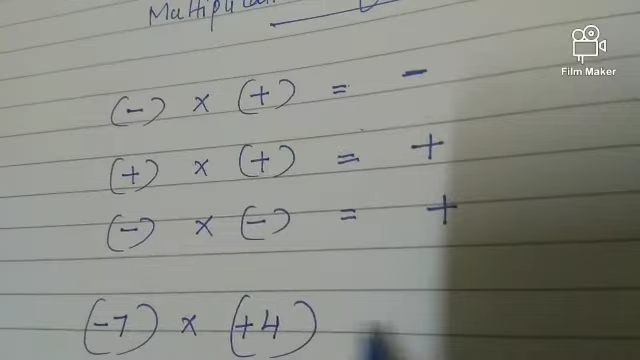 Film Maker
(-) × (+) = -
(+) × (+) = +
(-) × (-) = +
(-7) × (+4)